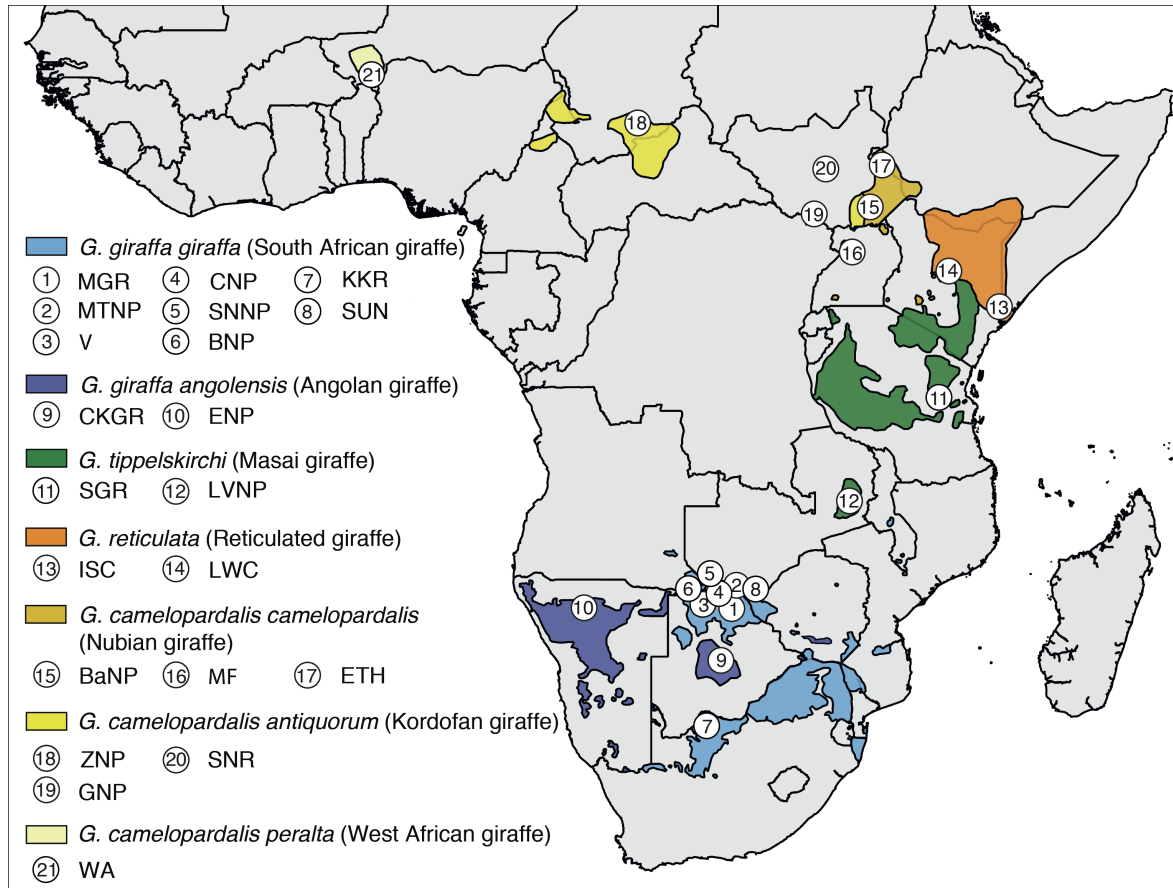 G. giraffa giraffa (South African giraffe)
1 MGR 4 CNP 7 KKR
2 MTNP 5 SNNP 8 SUN
3 V 6 BNP
G. giraffa angolensis (Angolan giraffe)
9 CKGR 10 ENP
G. tippelskirchi (Masai giraffe)
11 SGR 12 LVNP
G. reticulata (Reticulated giraffe)
13 ISC 14 LWC
G. camelopardalis camelopardalis
(Nubian giraffe)
15 BaNP 16 MF 17 ETH
G. camelopardalis antiquorum (Kordofan giraffe)
18 ZNP 20 SNR
19 GNP
G. camelopardalis peralta (West African giraffe)
21 WA
21
18
20
17
15
19
16
14
13
11
12
5
6
2
8
4
3
1
10
9
7